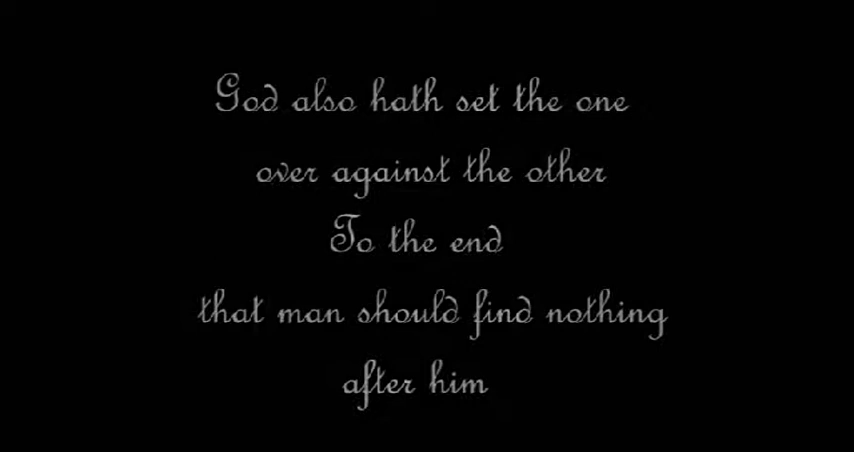 God also hath set the one
over against the other
To the end
that man should find nothing
after him